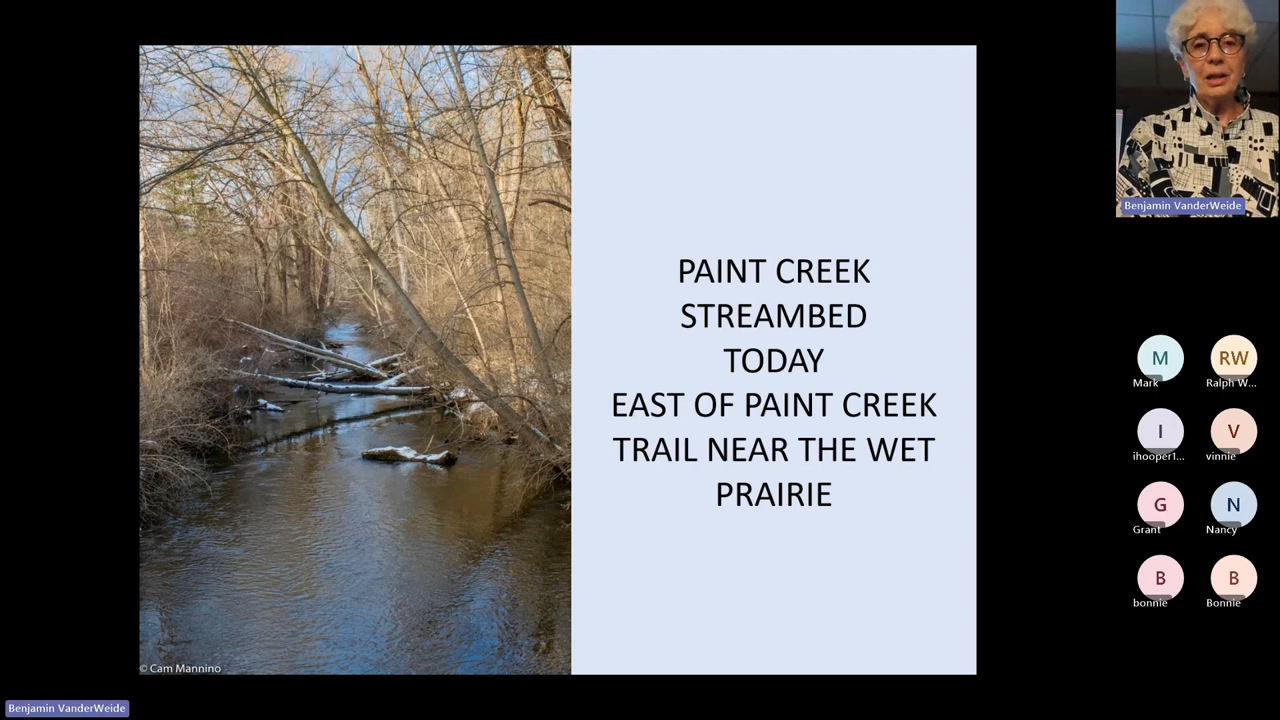 PAINT CREEK
STREAMBED
TODAY
EAST OF PAINT CREEK
TRAIL NEAR THE WET
PRAIRIE
© Cam Mannino
Benjamin VanderWeide
M
RW
Mark
Ralph W...
I
V
ihooper1...
vinnie
G
N
Grant
Nancy
B
B
bonnie
Bonnie
Benjamin VanderWeide